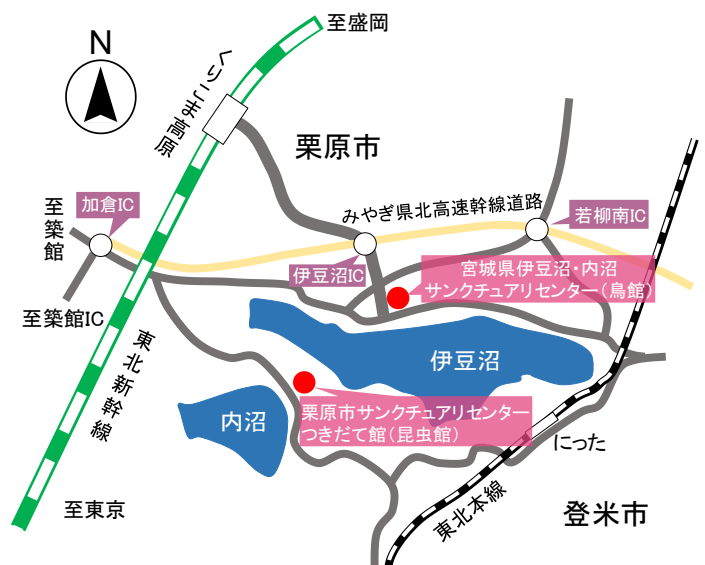 至盛岡
N
くりこま高原
栗原市
至築館
加倉IC
みやぎ県北高速幹線道路
若柳南IC
伊豆沼IC
宮城県伊豆沼・内沼
サンクチュアリセンター(鳥館)
至築館IC
東北新幹線
伊豆沼
栗原市サンクチュアリセンター
つきだて館(昆虫館)
内沼
にった
東北本線
至東京
登米市